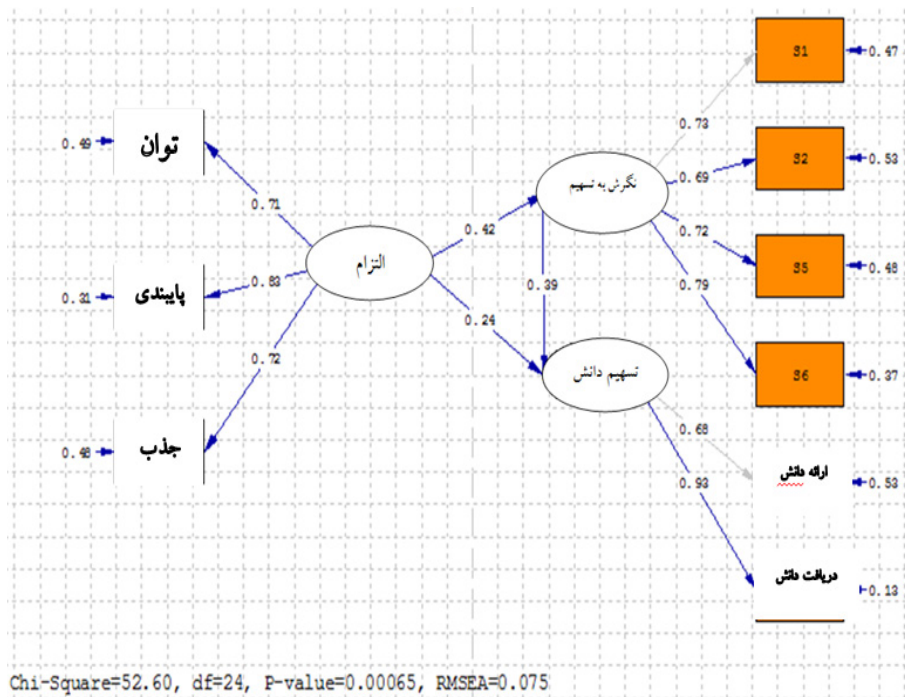 0.49
توان
0.71
0.31
پایبندی
0.83
0.48
جذب
0.72
التزام
0.42
0.24
نگرش به تسهیم
0.39
تسهیم دانش
0.73
S1
0.47
0.69
S2
0.53
0.72
S5
0.48
0.79
S6
0.37
0.68
ارائه دانش
0.53
0.93
دریافت دانش
0.13
Chi-Square=52.60, df=24, P-value=0.00065, RMSEA=0.075